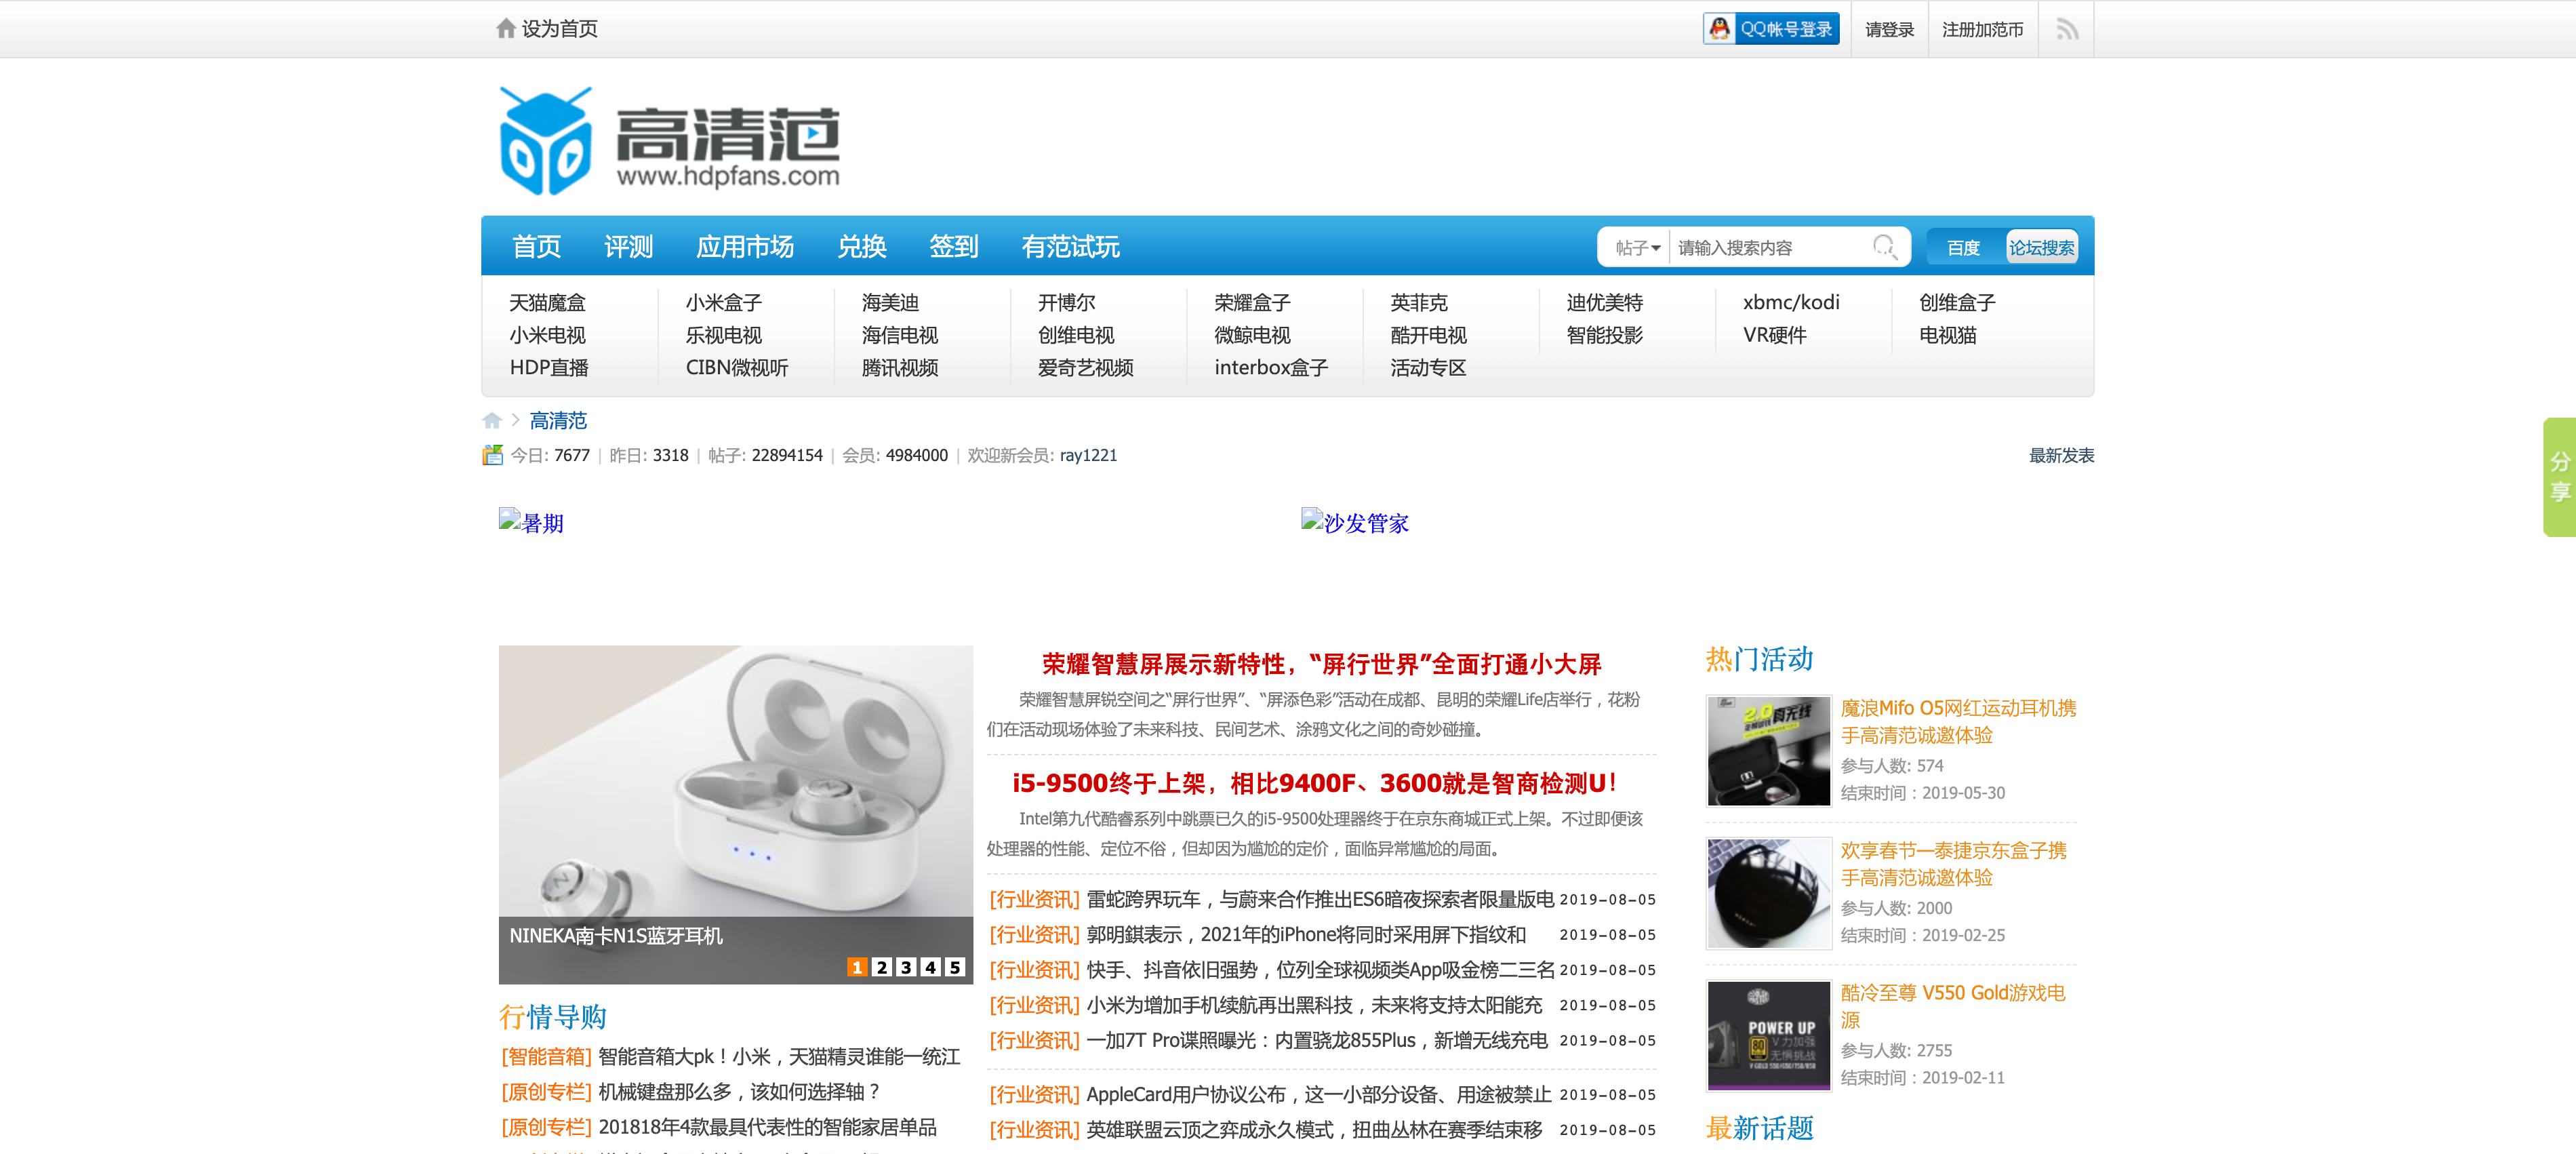 设为首页
QQ帐号登录 请登录 注册加范币
高清范
www.hdpfans.com
首页 评测 应用市场 兑换 签到 有范试玩 帖子 请输入搜索内容 百度 论坛搜索
天猫魔盒 小米盒子 海美迪 开博尔 荣耀盒子 英菲克 迪优美特 xbmc/kodi 创维盒子
小米电视 乐视电视 海信电视 创维电视 微鲸电视 酷开电视 智能投影 VR硬件 电视猫
HDP直播 CIBN微视听 腾讯视频 爱奇艺视频 interbox盒子 活动专区
高清范
今日: 7677 | 昨日: 3318 | 帖子: 22894154 | 会员: 4984000 | 欢迎新会员: ray1221 最新发表
分享
暑期 沙发管家
NINEKA南卡N1S蓝牙耳机
1 2 3 4 5
行情导购
[智能音箱] 智能音箱大pk！小米，天猫精灵谁能一统江
[原创专栏] 机械键盘那么多，该如何选择轴？
[原创专栏] 201818年4款最具代表性的智能家居单品
荣耀智慧屏展示新特性，“屏行世界”全面打通小大屏
荣耀智慧屏锐空间之“屏行世界”、“屏添色彩”活动在成都、昆明的荣耀Life店举行，花粉
们在活动现场体验了未来科技、民间艺术、涂鸦文化之间的奇妙碰撞。
i5-9500终于上架，相比9400F、3600就是智商检测U！
Intel第九代酷睿系列中跳票已久的i5-9500处理器终于在京东商城正式上架。不过即便该
处理器的性能、定位不俗，但却因为尴尬的定价，面临异常尴尬的局面。
[行业资讯] 雷蛇跨界玩车，与蔚来合作推出ES6暗夜探索者限量版电 2019-08-05
[行业资讯] 郭明錤表示，2021年的iPhone将同时采用屏下指纹和 2019-08-05
[行业资讯] 快手、抖音依旧强势，位列全球视频类App吸金榜二三名 2019-08-05
[行业资讯] 小米为增加手机续航再出黑科技，未来将支持太阳能充 2019-08-05
[行业资讯] 一加7T Pro谍照曝光：内置骁龙855Plus，新增无线充电 2019-08-05
[行业资讯] AppleCard用户协议公布，这一小部分设备、用途被禁止 2019-08-05
[行业资讯] 英雄联盟云顶之弈成永久模式，扭曲丛林在赛季结束移 2019-08-05
热门活动
2.0 真无线
魔浪Mifo O5网红运动耳机携
手高清范诚邀体验
参与人数: 574
结束时间：2019-05-30
欢享春节—泰捷京东盒子携
手高清范诚邀体验
参与人数: 2000
结束时间：2019-02-25
POWER UP
V 力加强
无惧挑战
酷冷至尊 V550 Gold游戏电
源
参与人数: 2755
结束时间：2019-02-11
最新话题